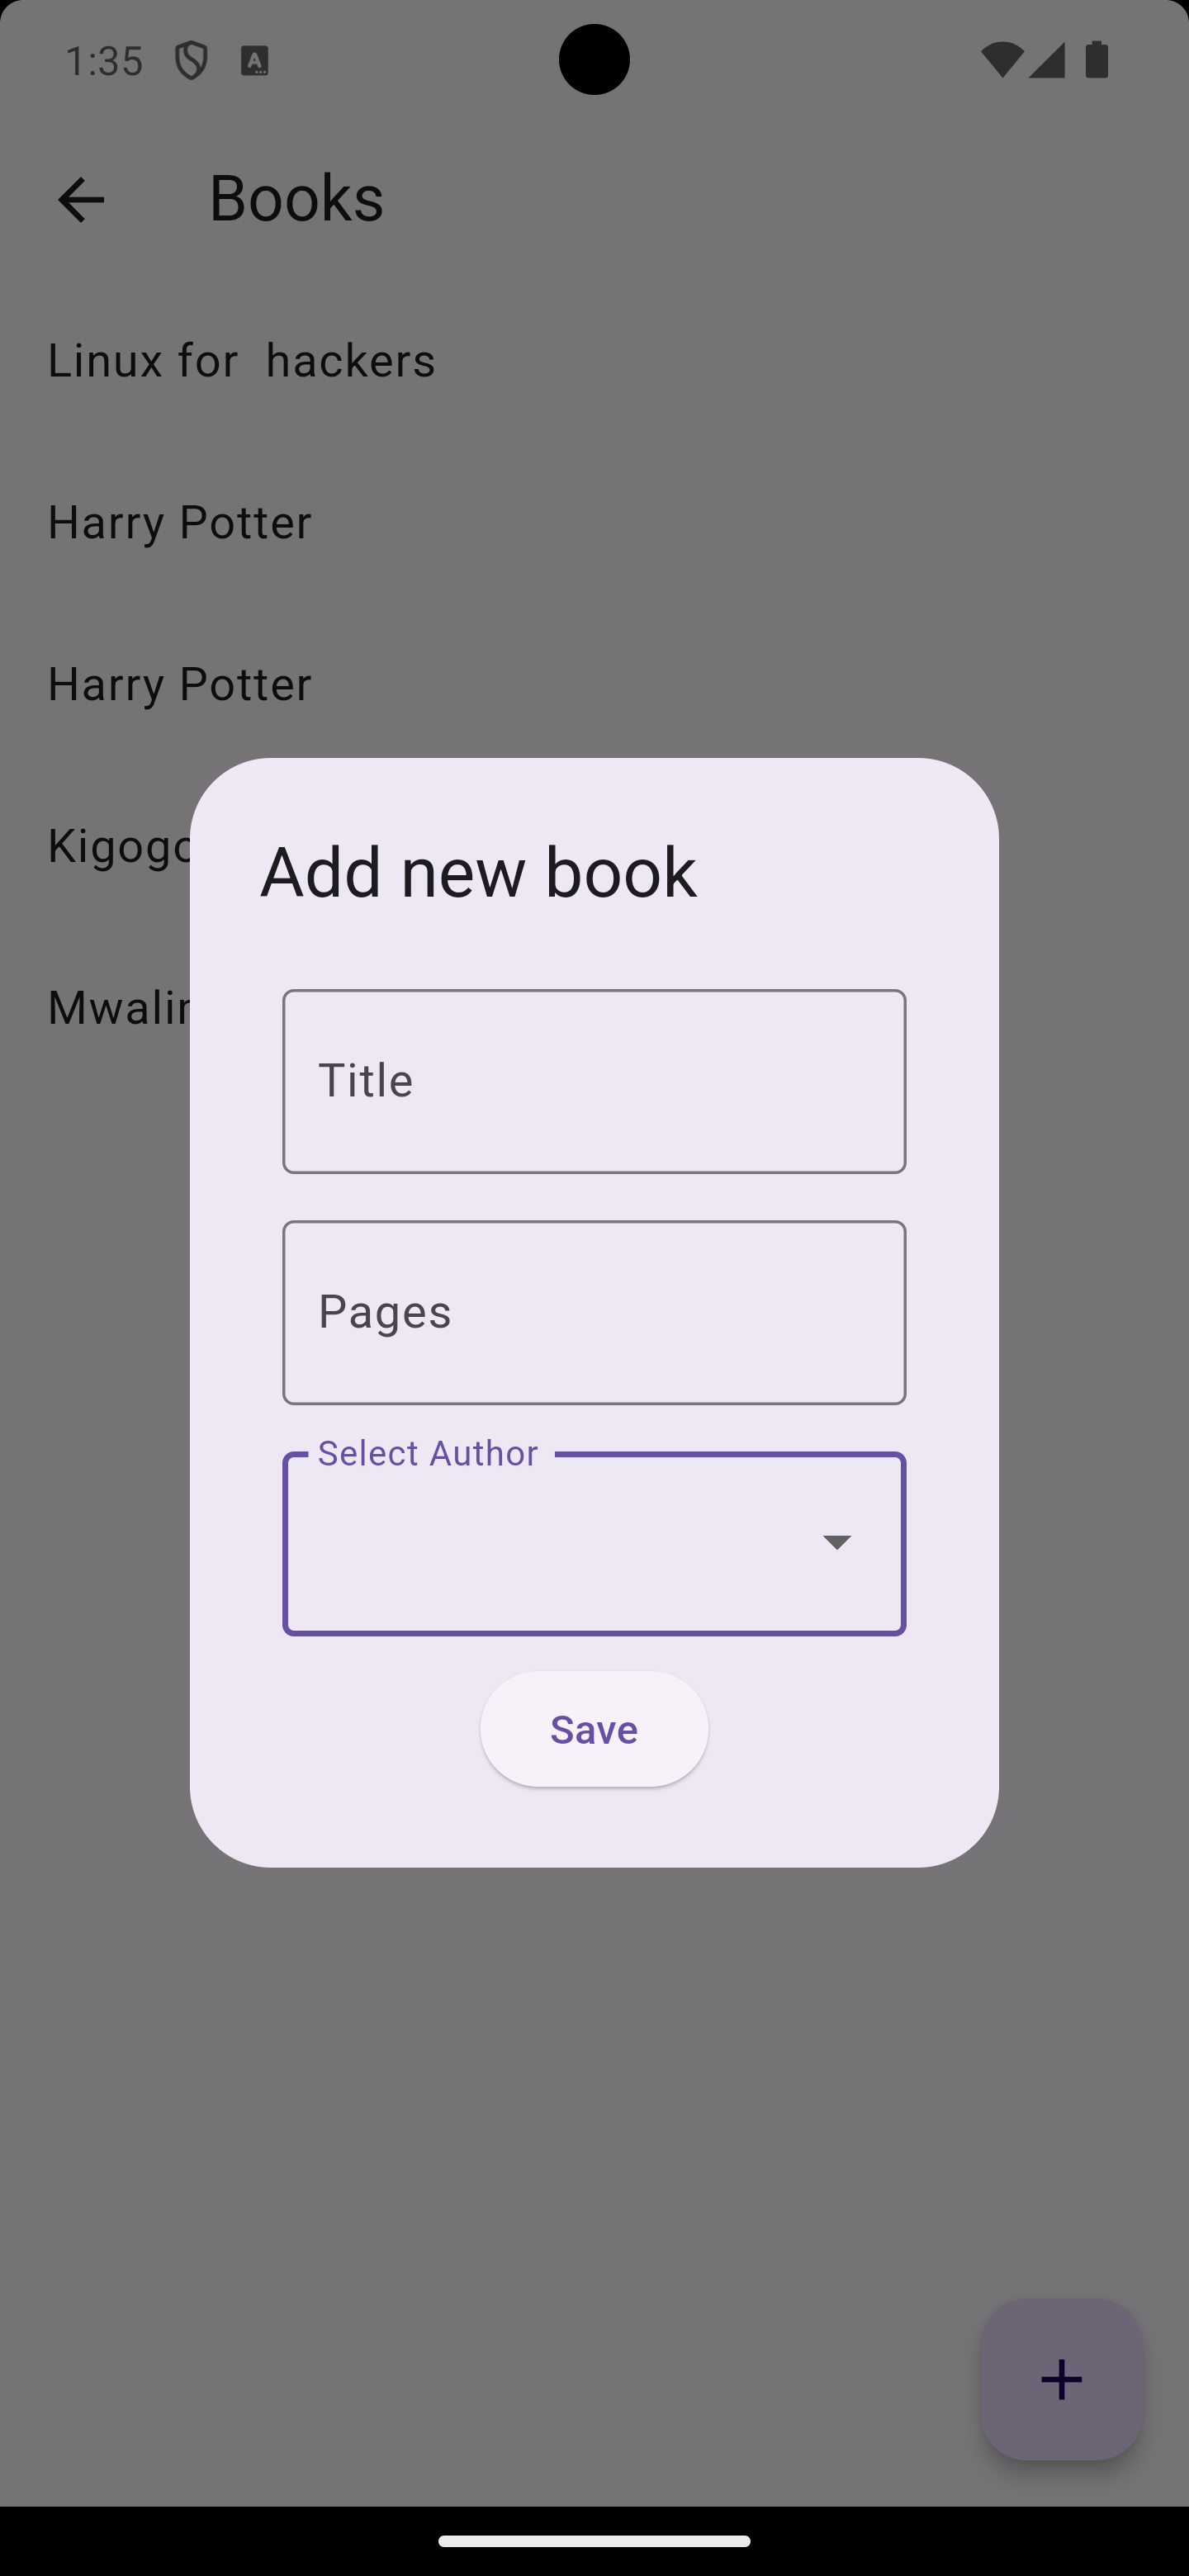 1:35
Books
Linux for  hackers
Harry Potter
Harry Potter
Kigogo
Add new book
Title
Pages
Select Author
Save